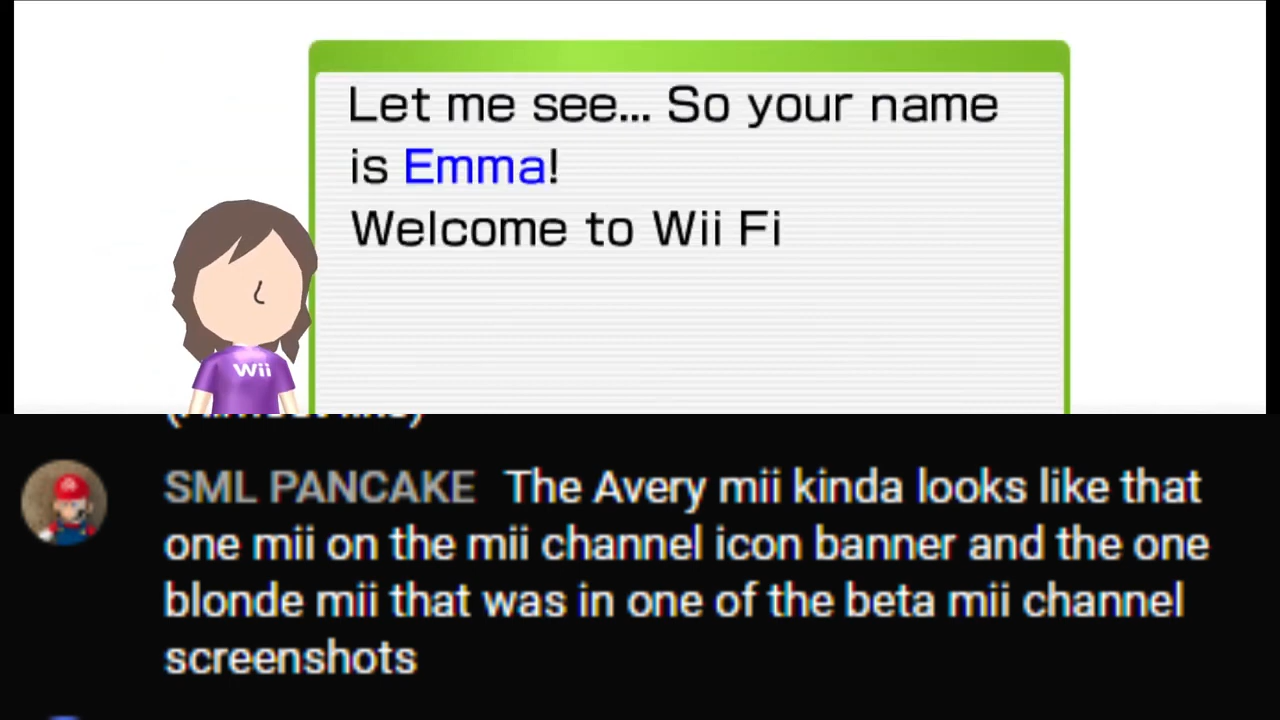 Let me see... So your name
is Emma!
Welcome to Wii Fi
Wii
SML PANCAKE The Avery mii kinda looks like that
one mii on the mii channel icon banner and the one
blonde mii that was in one of the beta mii channel
screenshots